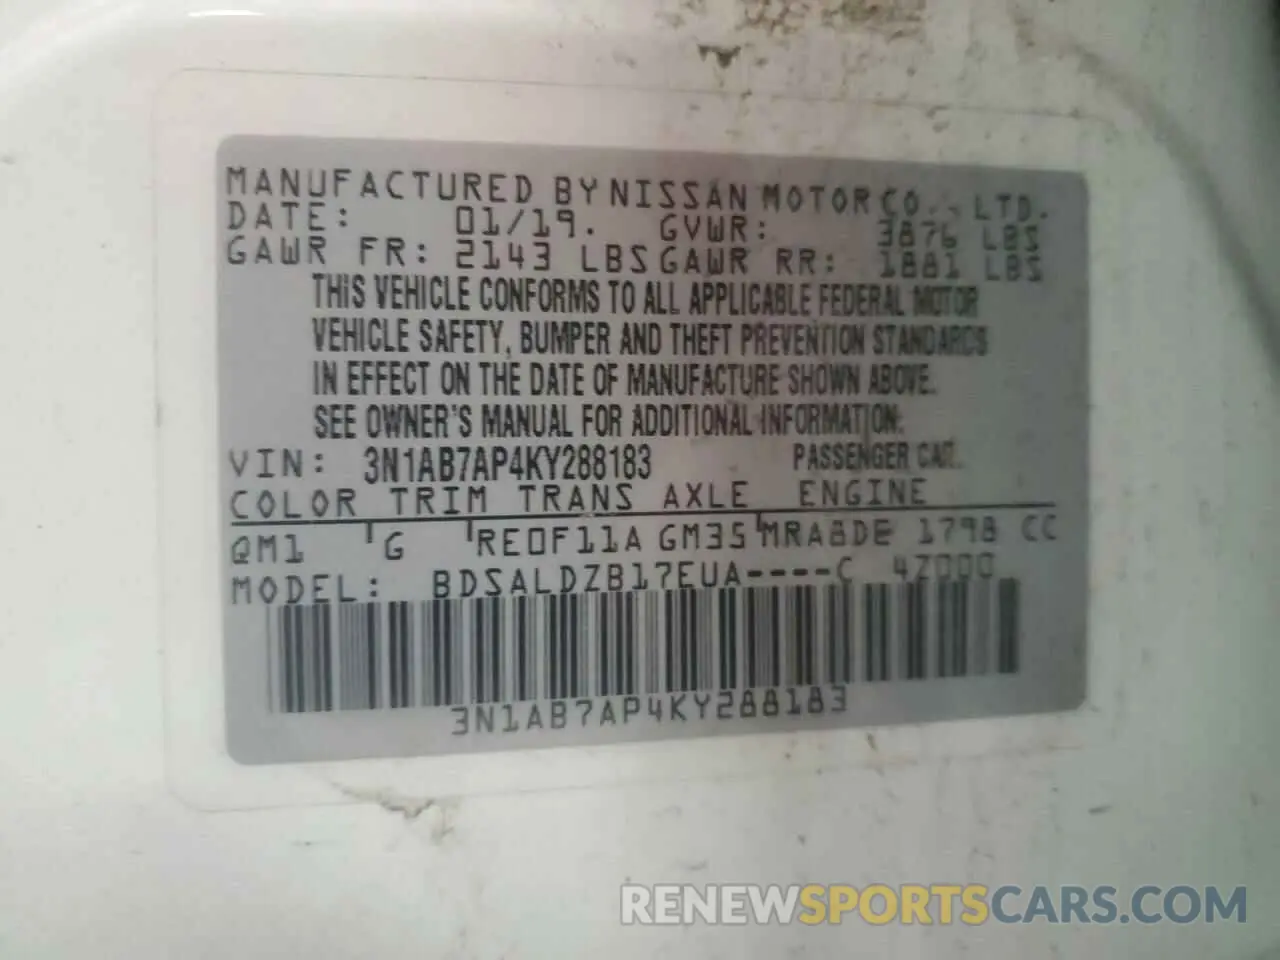 MANUFACTURED BY NISSAN MOTOR CO., LTD.
DATE: 01/19. GVWR: 3876 LBS
GAWR FR: 2143 LBS GAWR RR: 1881 LBS
THIS VEHICLE CONFORMS TO ALL APPLICABLE FEDERAL MOTOR
VEHICLE SAFETY, BUMPER AND THEFT PREVENTION STANDARDS
IN EFFECT ON THE DATE OF MANUFACTURE SHOWN ABOVE.
SEE OWNER'S MANUAL FOR ADDITIONAL INFORMATION.
VIN: 3N1AB7AP4KY288183 PASSENGER CAR.
COLOR TRIM TRANS AXLE ENGINE
QM1 G RE0F11A GM35 MRA8DE 1798 CC
MODEL: BDSALDZB17EUA----C 4Z000
3N1AB7AP4KY288183
RENEWSPORTSCARS.COM